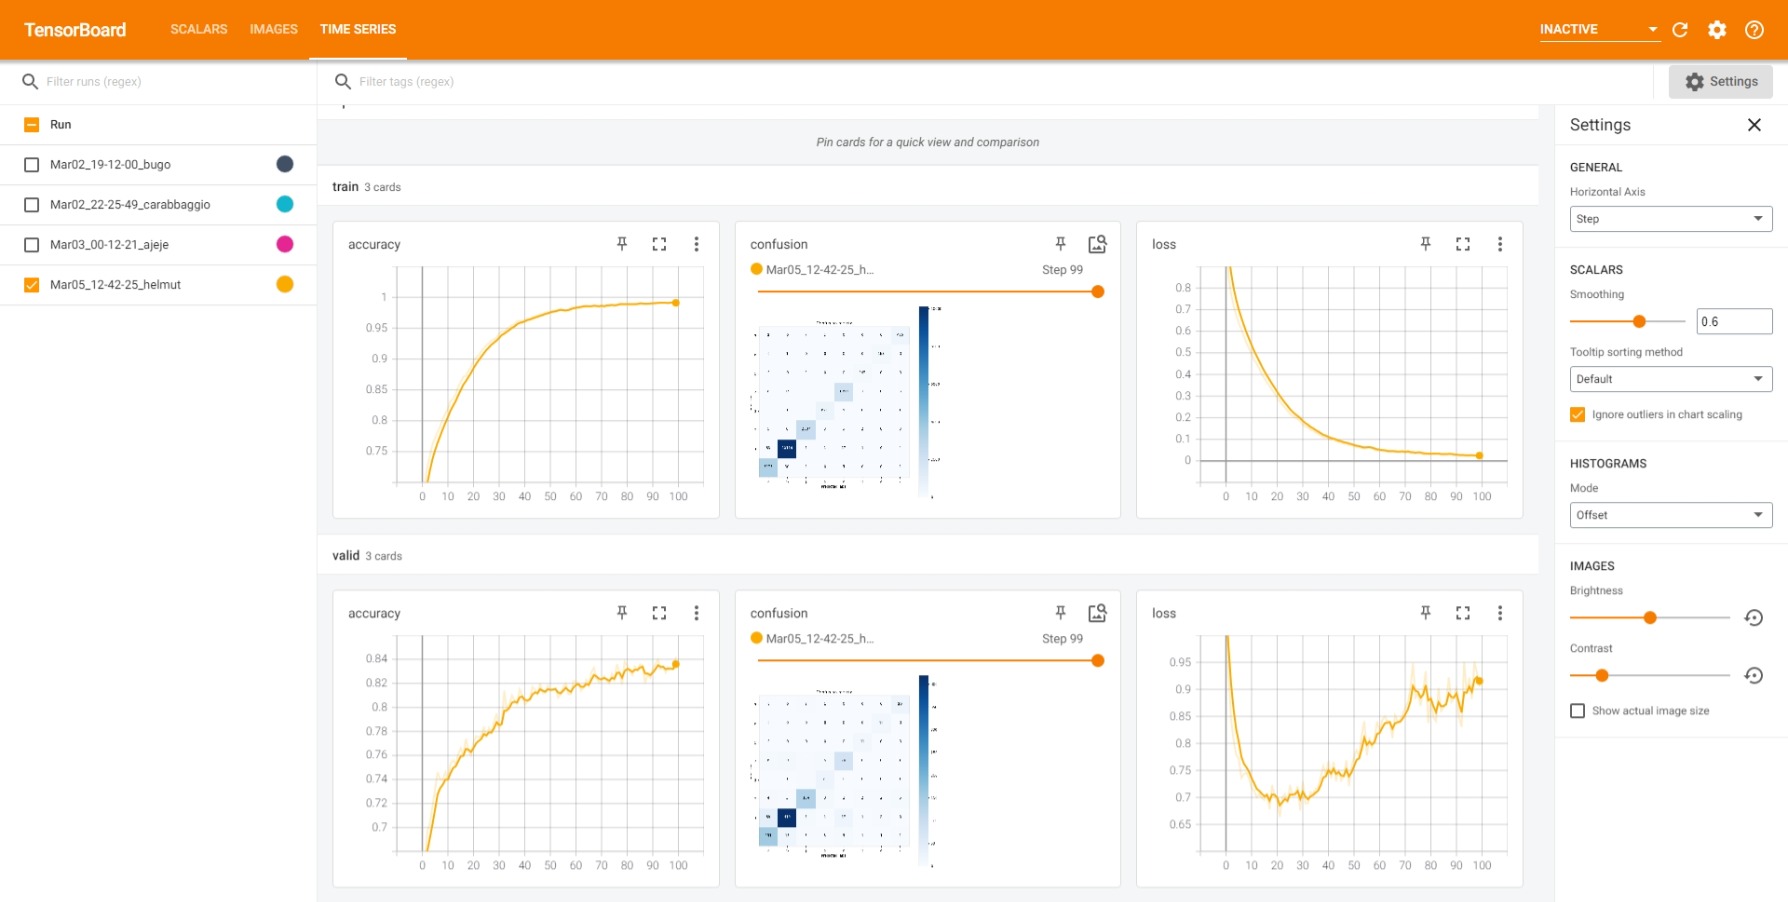 TensorBoard SCALARS IMAGES TIME SERIES INACTIVE
Filter runs (regex)
Filter tags (regex)
Settings
Run
Mar02_19-12-00_bugo
Mar02_22-25-49_carabbaggio
Mar03_00-12-21_ajeje
Mar05_12-42-25_helmut
Pin cards for a quick view and comparison
train 3 cards
accuracy
1
0.95
0.9
0.85
0.8
0.75
0 10 20 30 40 50 60 70 80 90 100
confusion
Mar05_12-42-25_h... Step 99
loss
0.8
0.7
0.6
0.5
0.4
0.3
0.2
0.1
0
0 10 20 30 40 50 60 70 80 90 100
valid 3 cards
accuracy
0.84
0.82
0.8
0.78
0.76
0.74
0.72
0.7
0 10 20 30 40 50 60 70 80 90 100
confusion
Mar05_12-42-25_h... Step 99
loss
0.95
0.9
0.85
0.8
0.75
0.7
0.65
0 10 20 30 40 50 60 70 80 90 100
Settings
GENERAL
Horizontal Axis
Step
SCALARS
Smoothing
0.6
Tooltip sorting method
Default
Ignore outliers in chart scaling
HISTOGRAMS
Mode
Offset
IMAGES
Brightness
Contrast
Show actual image size